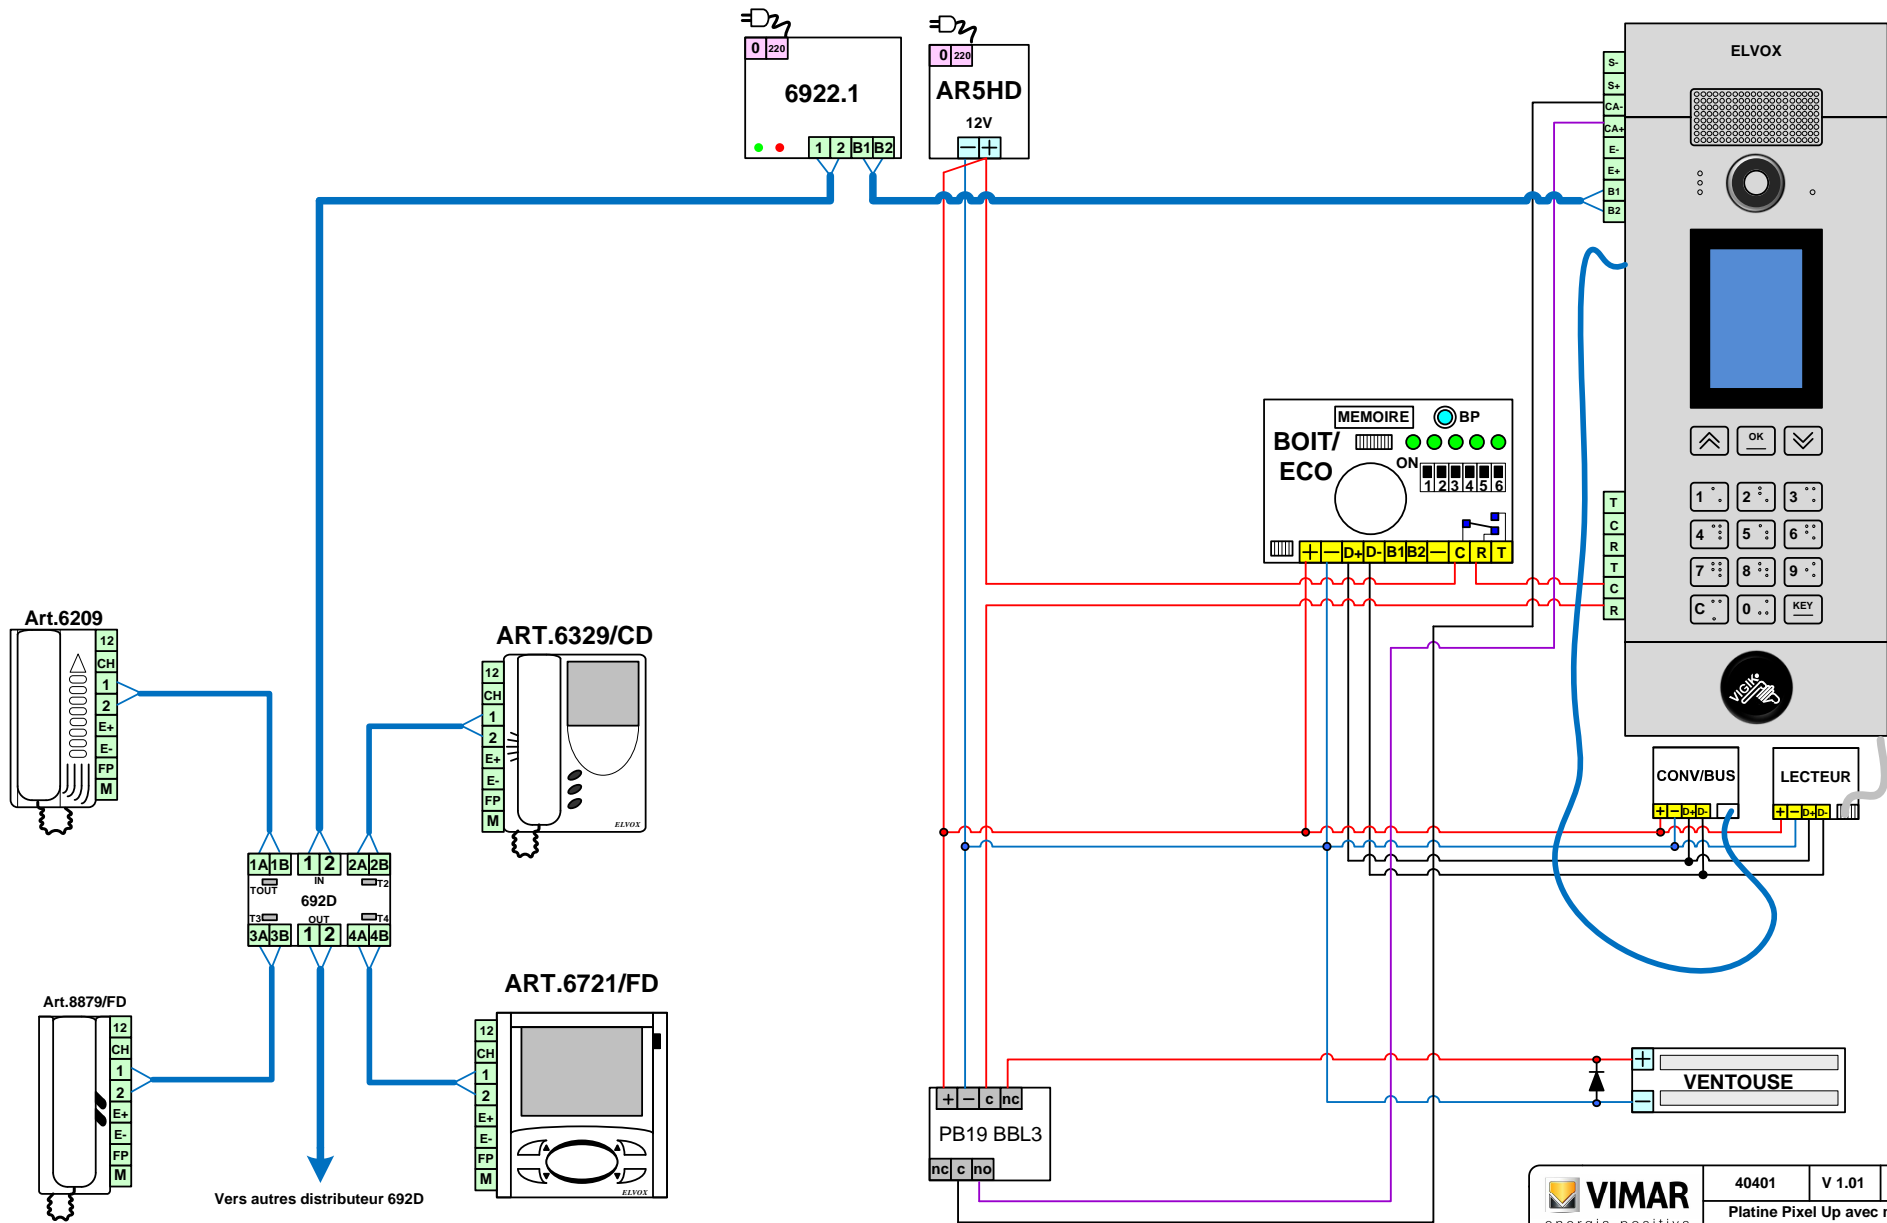 0 220
6922.1
1 2 B1 B2
0 220
AR5HD
12V
− +
ELVOX
S-
S+
CA-
CA+
E-
E+
B1
B2
T
C
R
T
C
R
OK
1 2 3
4 5 6
7 8 9
C 0 KEY
VIGIK
MEMOIRE BP
BOIT/
ECO
ON
1 2 3 4 5 6
+ − D+ D- B1 B2 − C R T
Art.6209
12
CH
1
2
E+
E-
FP
M
ART.6329/CD
12
CH
1
2
E+
E-
FP
M
ELVOX
CONV/BUS
+ − D+ D-
LECTEUR
+ − D+ D-
1A 1B 1 2 2A 2B
IN
TOUT T2
692D
T3 OUT T4
3A 3B 1 2 4A 4B
Art.8879/FD
12
CH
1
2
E+
E-
FP
M
ART.6721/FD
12
CH
1
2
E+
E-
FP
M
ELVOX
Vers autres distributeur 692D
+ − c nc
PB19 BBL3
nc c no
+
VENTOUSE
−
VIMAR
energia positiva
40401 V 1.01
Platine Pixel Up avec